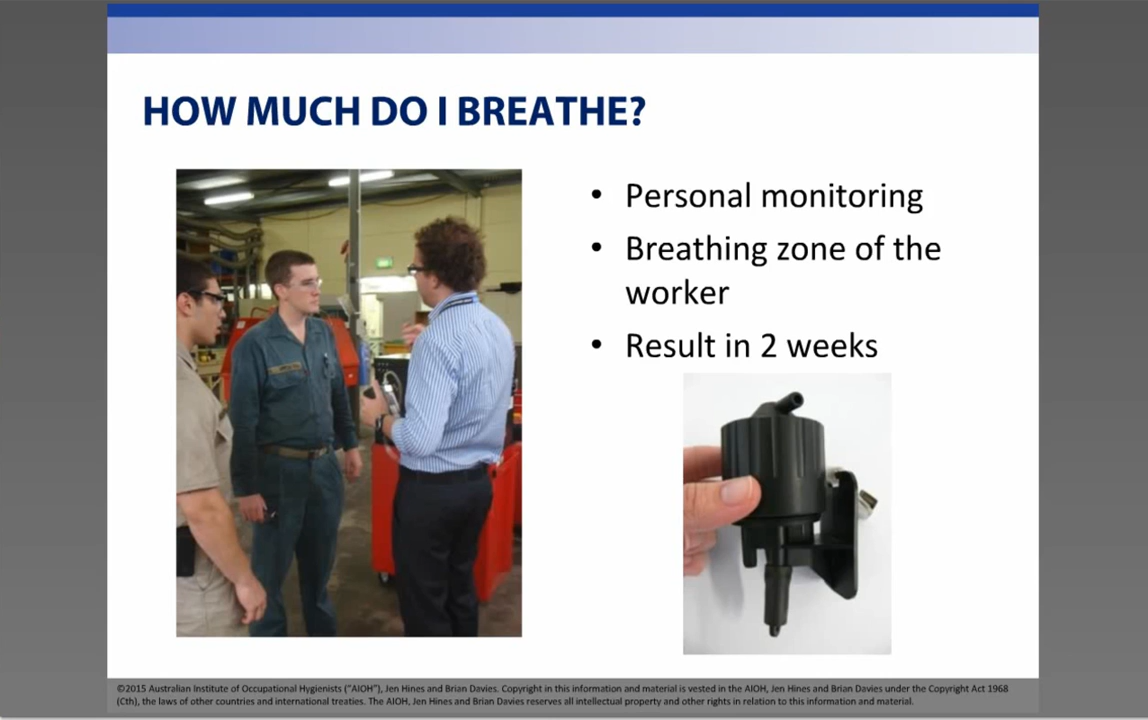 HOW MUCH DO I BREATHE?
• Personal monitoring
• Breathing zone of the
worker
• Result in 2 weeks
©2015 Australian Institute of Occupational Hygienists ("AIOH"), Jen Hines and Brian Davies. Copyright in this information and material is vested in the AIOH, Jen Hines and Brian Davies under the Copyright Act 1968
(Cth), the laws of other countries and international treaties. The AIOH, Jen Hines and Brian Davies reserves all intellectual property and other rights in relation to this information and material.